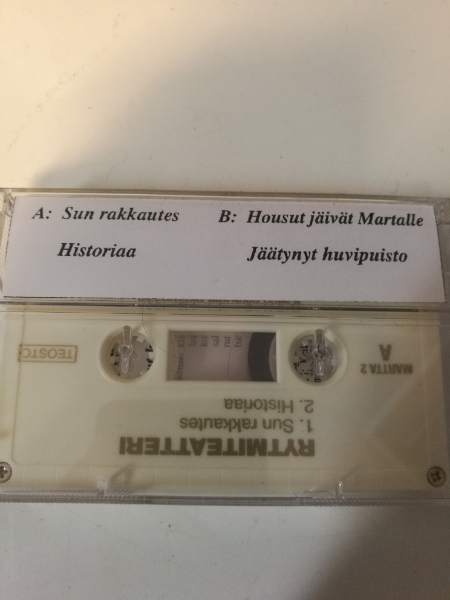 A: Sun rakkautes
Historiaa
B: Housut jäivät Martalle
Jäätynyt huvipuisto
RYTMITEATTERI
1. Sun rakkautes
2. Historiaa
MARTTA 2
A
TEOSTO